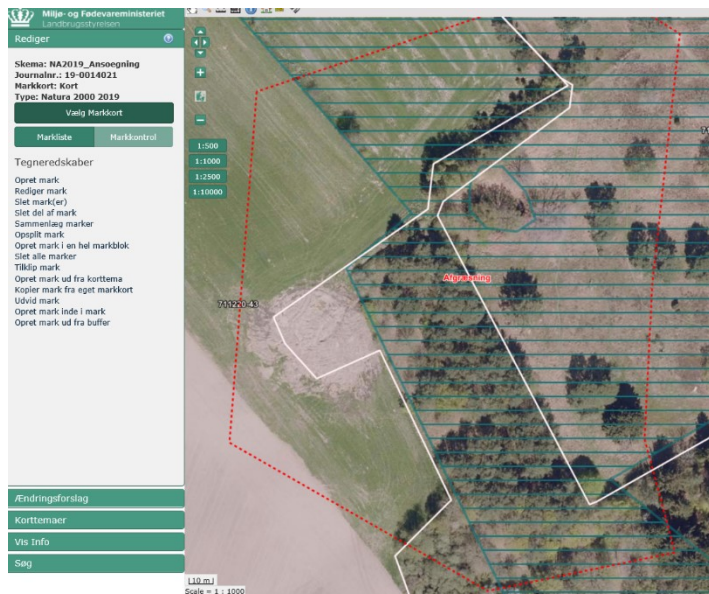 Miljø- og Fødevareministeriet
Landbrugsstyrelsen
Rediger
Skema: NA2019_Ansoegning
Journalnr.: 19-0014021
Markkort: Kort
Type: Natura 2000 2019
Vælg Markkort
Markliste
Markkontrol
Tegneredskaber
Opret mark
Rediger mark
Slet mark(er)
Slet del af mark
Sammenlæg marker
Opsplit mark
Opret mark i en hel markblok
Slet alle marker
Tilklip mark
Opret mark ud fra korttema
Kopier mark fra eget markkort
Udvid mark
Opret mark inde i mark
Opret mark ud fra buffer
Ændringsforslag
Korttemaer
Vis Info
Søg
1:500
1:1000
1:2500
1:10000
Afgræsning
711220-43
10 m
Scale = 1 : 1000